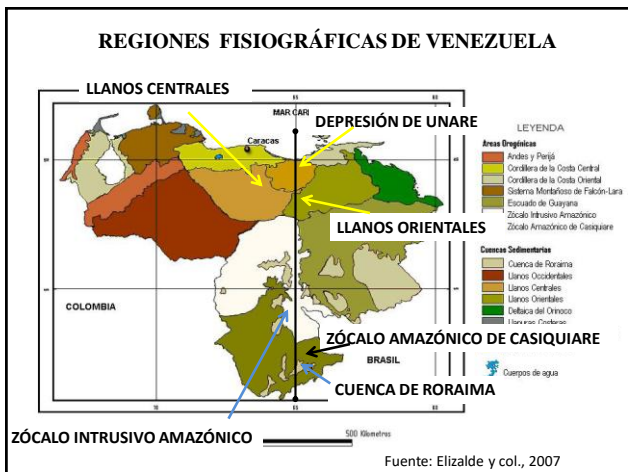 REGIONES FISIOGRÁFICAS DE VENEZUELA
LLANOS CENTRALES
MAR CARI
DEPRESIÓN DE UNARE
Caracas
LLANOS ORIENTALES
COLOMBIA
ZÓCALO AMAZÓNICO DE CASIQUIARE
BRASIL
CUENCA DE RORAIMA
ZÓCALO INTRUSIVO AMAZÓNICO
70
65
500 Kilometros
LEYENDA
Areas Orogénicas
Andes y Perijá
Cordillera de la Costa Central
Cordillera de la Costa Oriental
Sistema Montañoso de Falcón-Lara
Escudo de Guayana
Zócalo Intrusivo Amazónico
Zócalo Amazónico de Casiquiare
Cuencas Sedimentarias
Cuenca de Roraima
Llanos Occidentales
Llanos Centrales
Llanos Orientales
Deltaica del Orinoco
Llanuras Costeras
Cuerpos de agua
Fuente: Elizalde y col., 2007